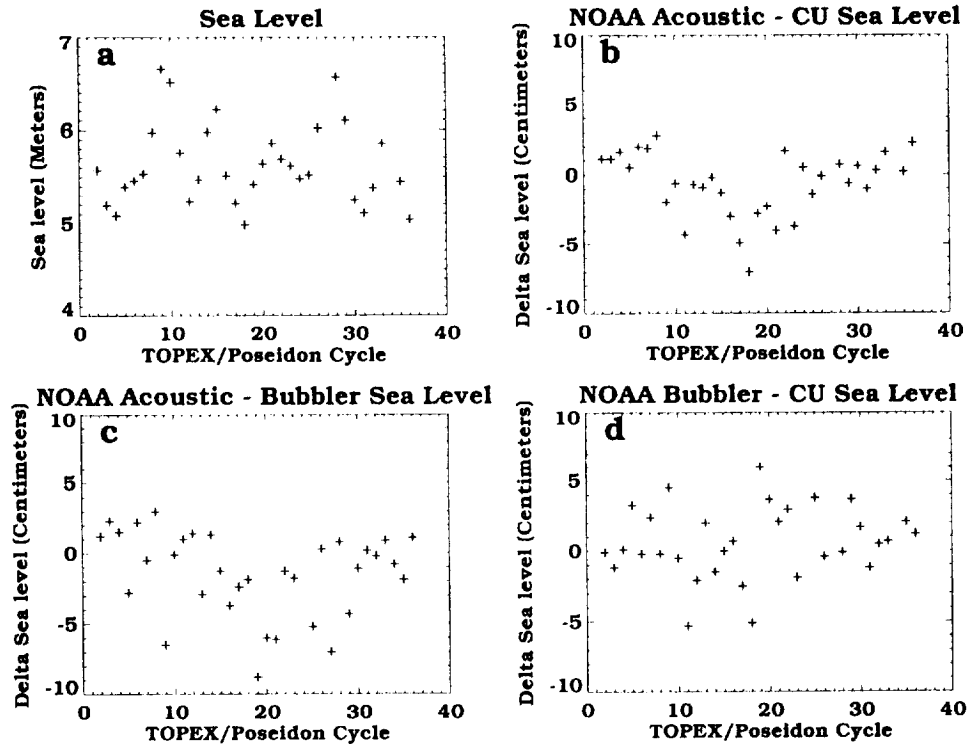 Sea Level
a
Sea level (Meters)
7
6
5
4
0 10 20 30 40
TOPEX/Poseidon Cycle
NOAA Acoustic - CU Sea Level
b
Delta Sea level (Centimeters)
10
5
0
-5
-10
0 10 20 30 40
TOPEX/Poseidon Cycle
NOAA Acoustic - Bubbler Sea Level
c
Delta Sea level (Centimeters)
10
5
0
-5
-10
0 10 20 30 40
TOPEX/Poseidon Cycle
NOAA Bubbler - CU Sea Level
d
Delta Sea level (Centimeters)
10
5
0
-5
-10
0 10 20 30 40
TOPEX/Poseidon Cycle